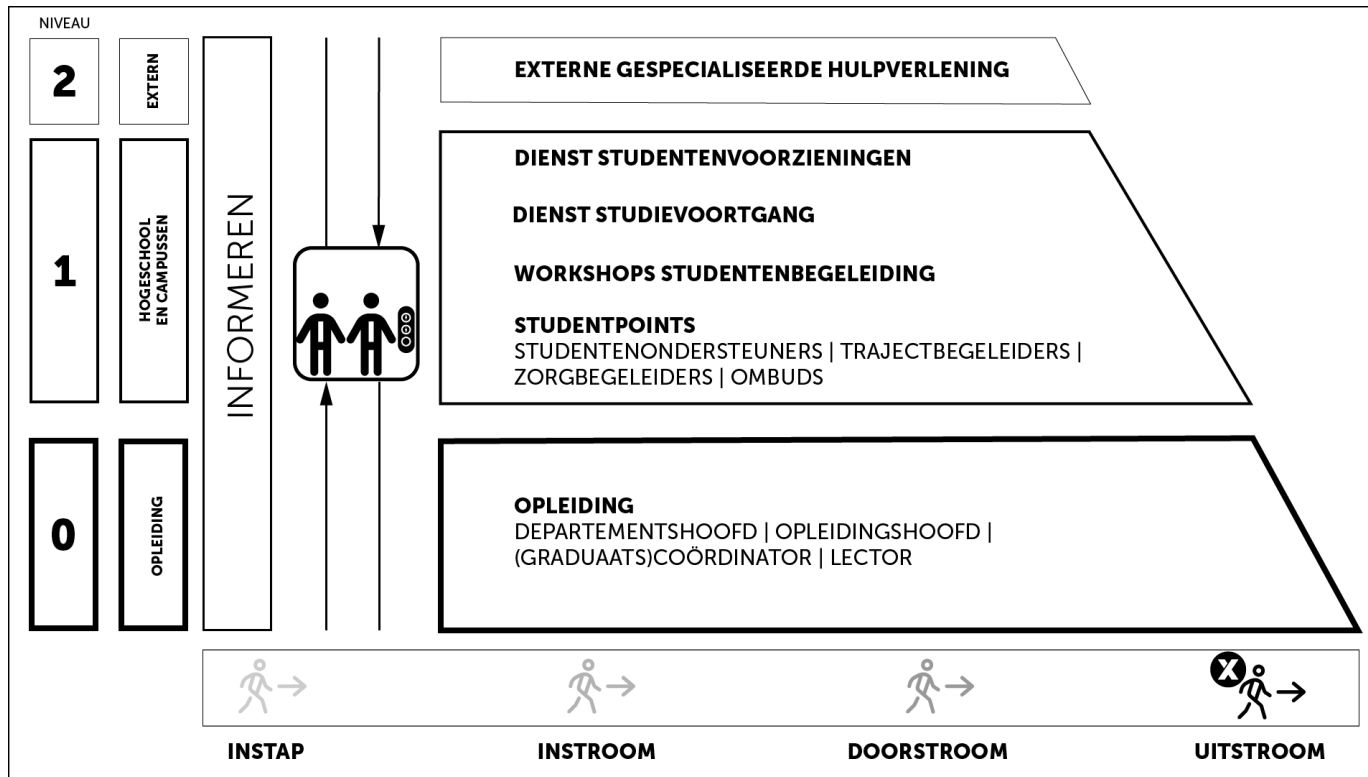 NIVEAU
2
EXTERN
EXTERNE GESPECIALISEERDE HULPVERLENING
1
HOGESCHOOL
EN CAMPUSSEN
INFORMEREN
DIENST STUDENTENVOORZIENINGEN
DIENST STUDIEVOORTGANG
WORKSHOPS STUDENTENBEGELEIDING
STUDENTPOINTS
STUDENTENONDERSTEUNERS | TRAJECTBEGELEIDERS |
ZORGBEGELEIDERS | OMBUDS
0
OPLEIDING
OPLEIDING
DEPARTEMENTSHOOFD | OPLEIDINGSHOOFD |
(GRADUAATS)COÖRDINATOR | LECTOR
X
INSTAP
INSTROOM
DOORSTROOM
UITSTROOM